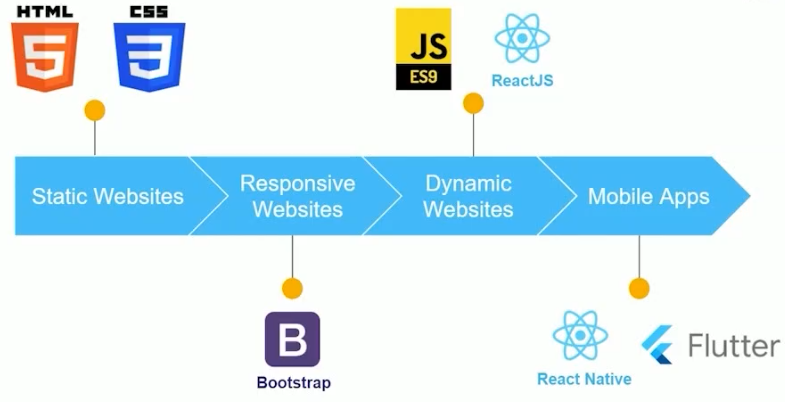 HTML
CSS
5
3
JS
ES9
ReactJS
Static Websites
Responsive
Websites
Dynamic
Websites
Mobile Apps
B
Bootstrap
React Native
Flutter